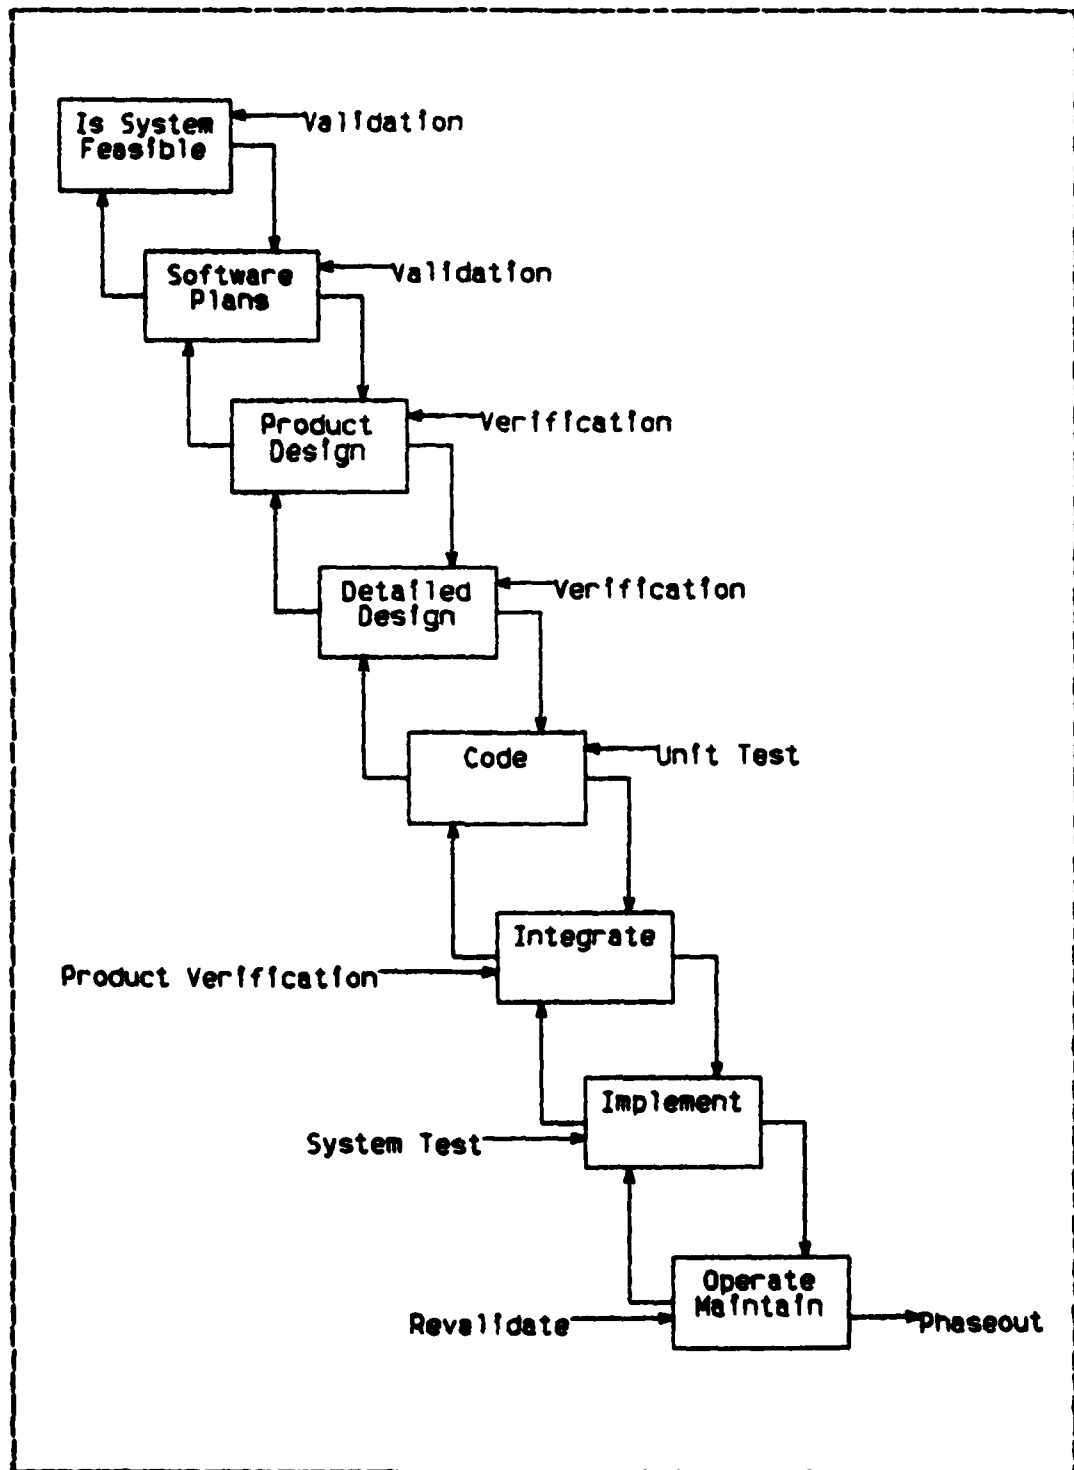 Is System
Feasible
Validation
Software
Plans
Validation
Product
Design
Verification
Detailed
Design
Verification
Code
Unit Test
Integrate
Product Verification
Implement
System Test
Operate
Maintain
Revalidate
Phaseout